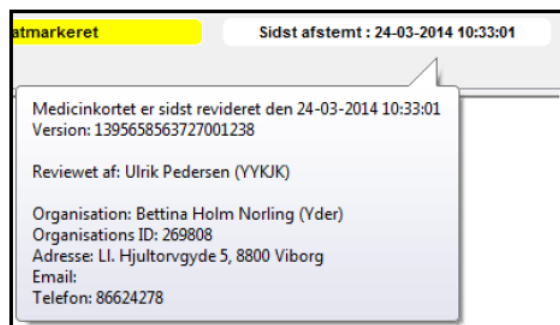 atmarkeret
Sidst afstemt : 24-03-2014 10:33:01
Medicinkortet er sidst revideret den 24-03-2014 10:33:01
Version: 1395658563727001238
Reviewet af: Ulrik Pedersen (YYKJK)
Organisation: Bettina Holm Norling (Yder)
Organisations ID: 269808
Adresse: Ll. Hjultorvgyde 5, 8800 Viborg
Email:
Telefon: 86624278